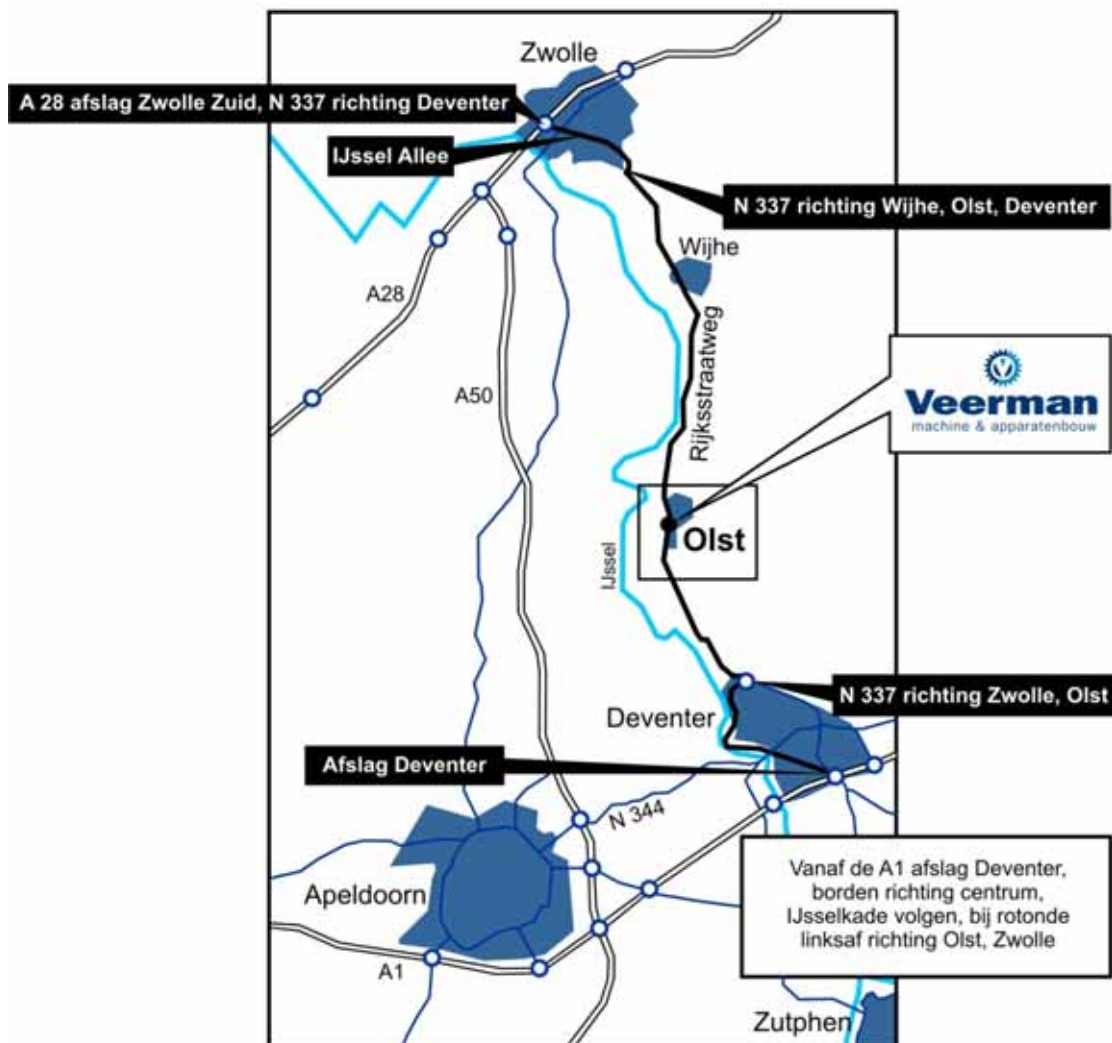 Zwolle
A 28 afslag Zwolle Zuid, N 337 richting Deventer
IJssel Allee
N 337 richting Wijhe, Olst, Deventer
Wijhe
A28
Rijksstraatweg
A50
Veerman
machine & apparatenbouw
Olst
IJssel
N 337 richting Zwolle, Olst
Deventer
Afslag Deventer
N 344
Vanaf de A1 afslag Deventer,
borden richting centrum,
IJsselkade volgen, bij rotonde
linksaf richting Olst, Zwolle
Apeldoorn
A1
Zutphen